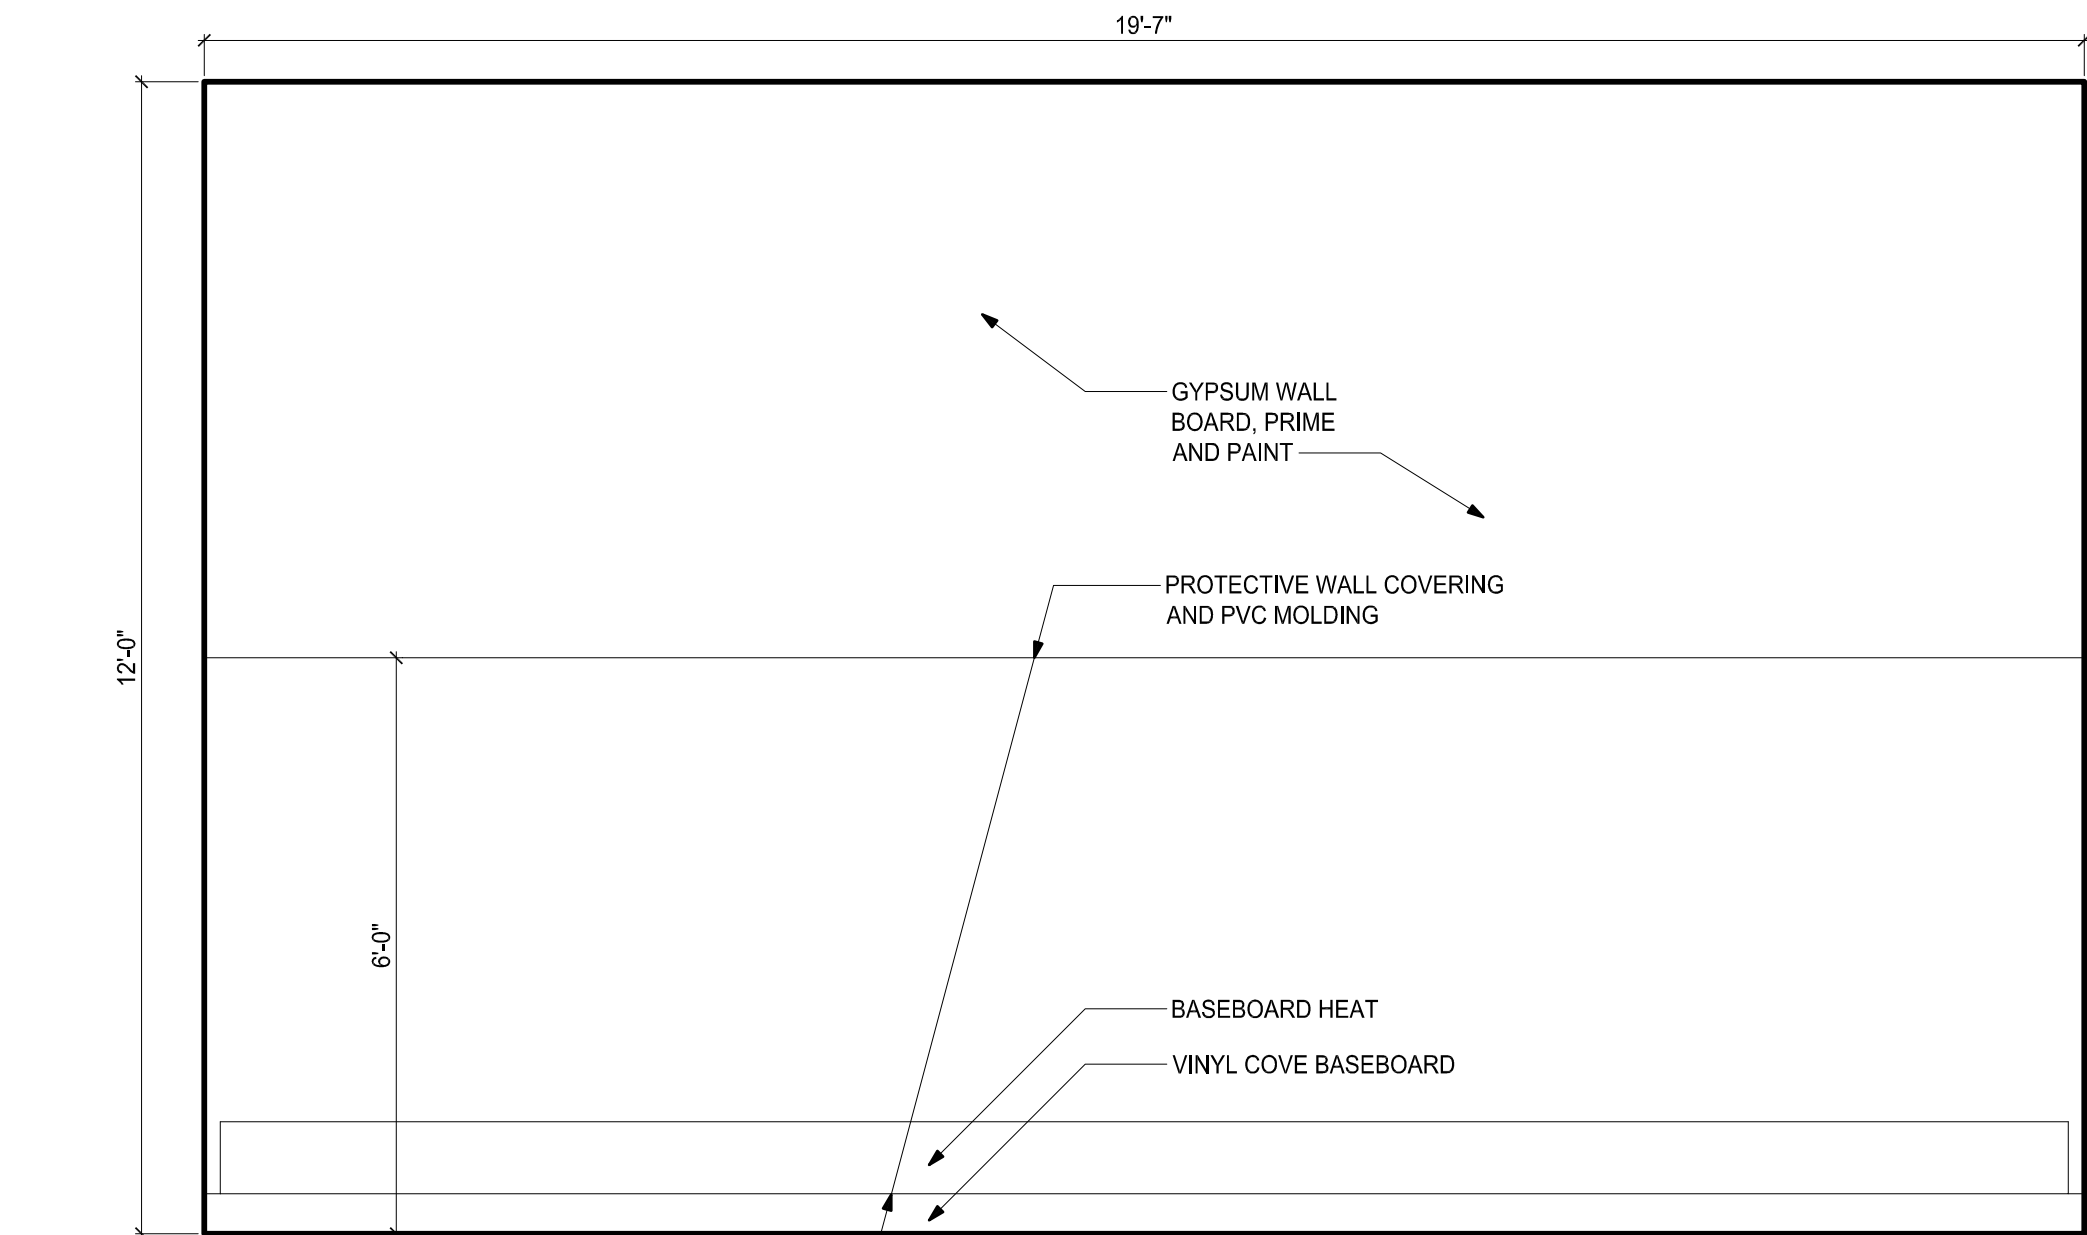 19'-7"
GYPSUM WALL
BOARD, PRIME
AND PAINT
PROTECTIVE WALL COVERING
AND PVC MOLDING
12'-0"
6'-0"
BASEBOARD HEAT
VINYL COVE BASEBOARD